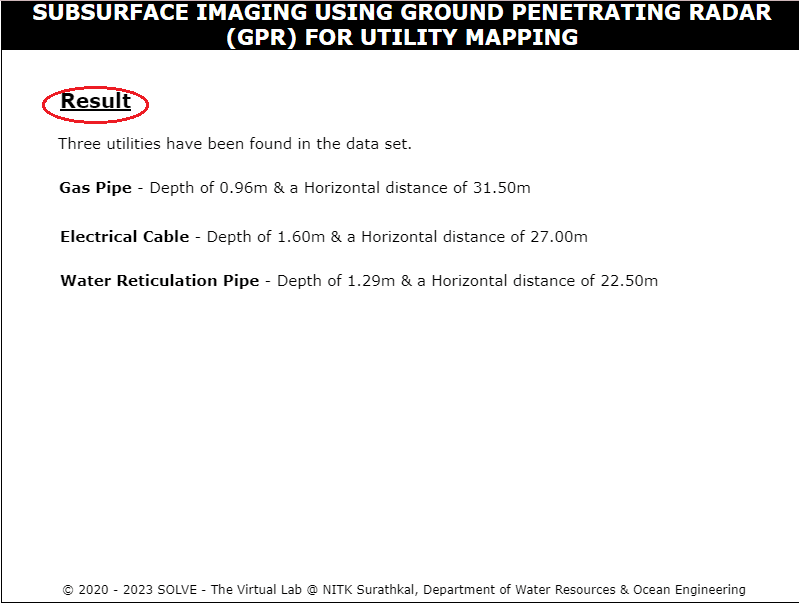 SUBSURFACE IMAGING USING GROUND PENETRATING RADAR
(GPR) FOR UTILITY MAPPING
Result
Three utilities have been found in the data set.
Gas Pipe - Depth of 0.96m & a Horizontal distance of 31.50m
Electrical Cable - Depth of 1.60m & a Horizontal distance of 27.00m
Water Reticulation Pipe - Depth of 1.29m & a Horizontal distance of 22.50m
© 2020 - 2023 SOLVE - The Virtual Lab @ NITK Surathkal, Department of Water Resources & Ocean Engineering